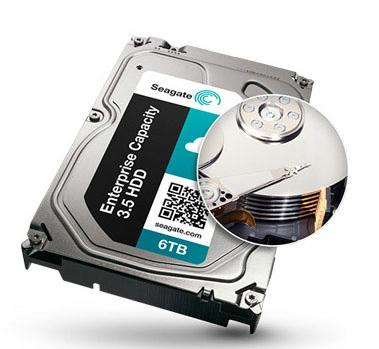 Seagate
Enterprise Capacity
3.5 HDD
seagate.com
6TB